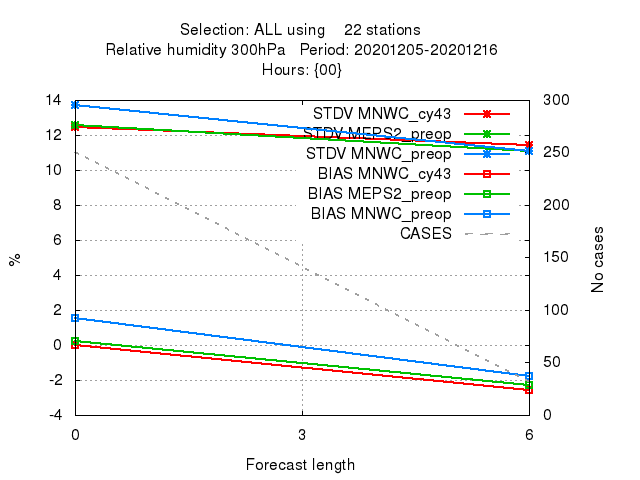 Selection: ALL using    22 stations
Relative humidity 300hPa   Period: 20201205-20201216
Hours: {00}
STDV MNWC_cy43
STDV MEPS2_preop
STDV MNWC_preop
BIAS MNWC_cy43
BIAS MEPS2_preop
BIAS MNWC_preop
CASES
14
12
10
8
6
4
2
0
-2
-4
%
300
250
200
150
100
50
0
No cases
0 3 6
Forecast length